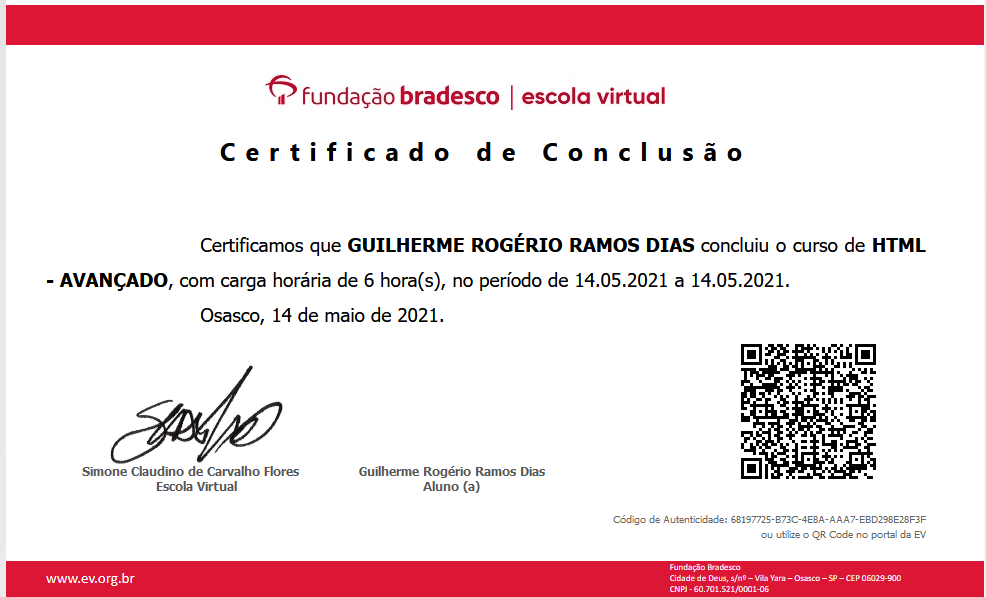 fundação bradesco | escola virtual
Certificado de Conclusão
Certificamos que GUILHERME ROGÉRIO RAMOS DIAS concluiu o curso de HTML
- AVANÇADO, com carga horária de 6 hora(s), no período de 14.05.2021 a 14.05.2021.
Osasco, 14 de maio de 2021.
Simone Claudino de Carvalho Flores
Escola Virtual
Guilherme Rogério Ramos Dias
Aluno (a)
Código de Autenticidade: 68197725-B73C-4E8A-AAA7-EBD298E28F3F
ou utilize o QR Code no portal da EV
www.ev.org.br
Fundação Bradesco
Cidade de Deus, s/nº – Vila Yara – Osasco – SP – CEP 06029-900
CNPJ - 60.701.521/0001-06